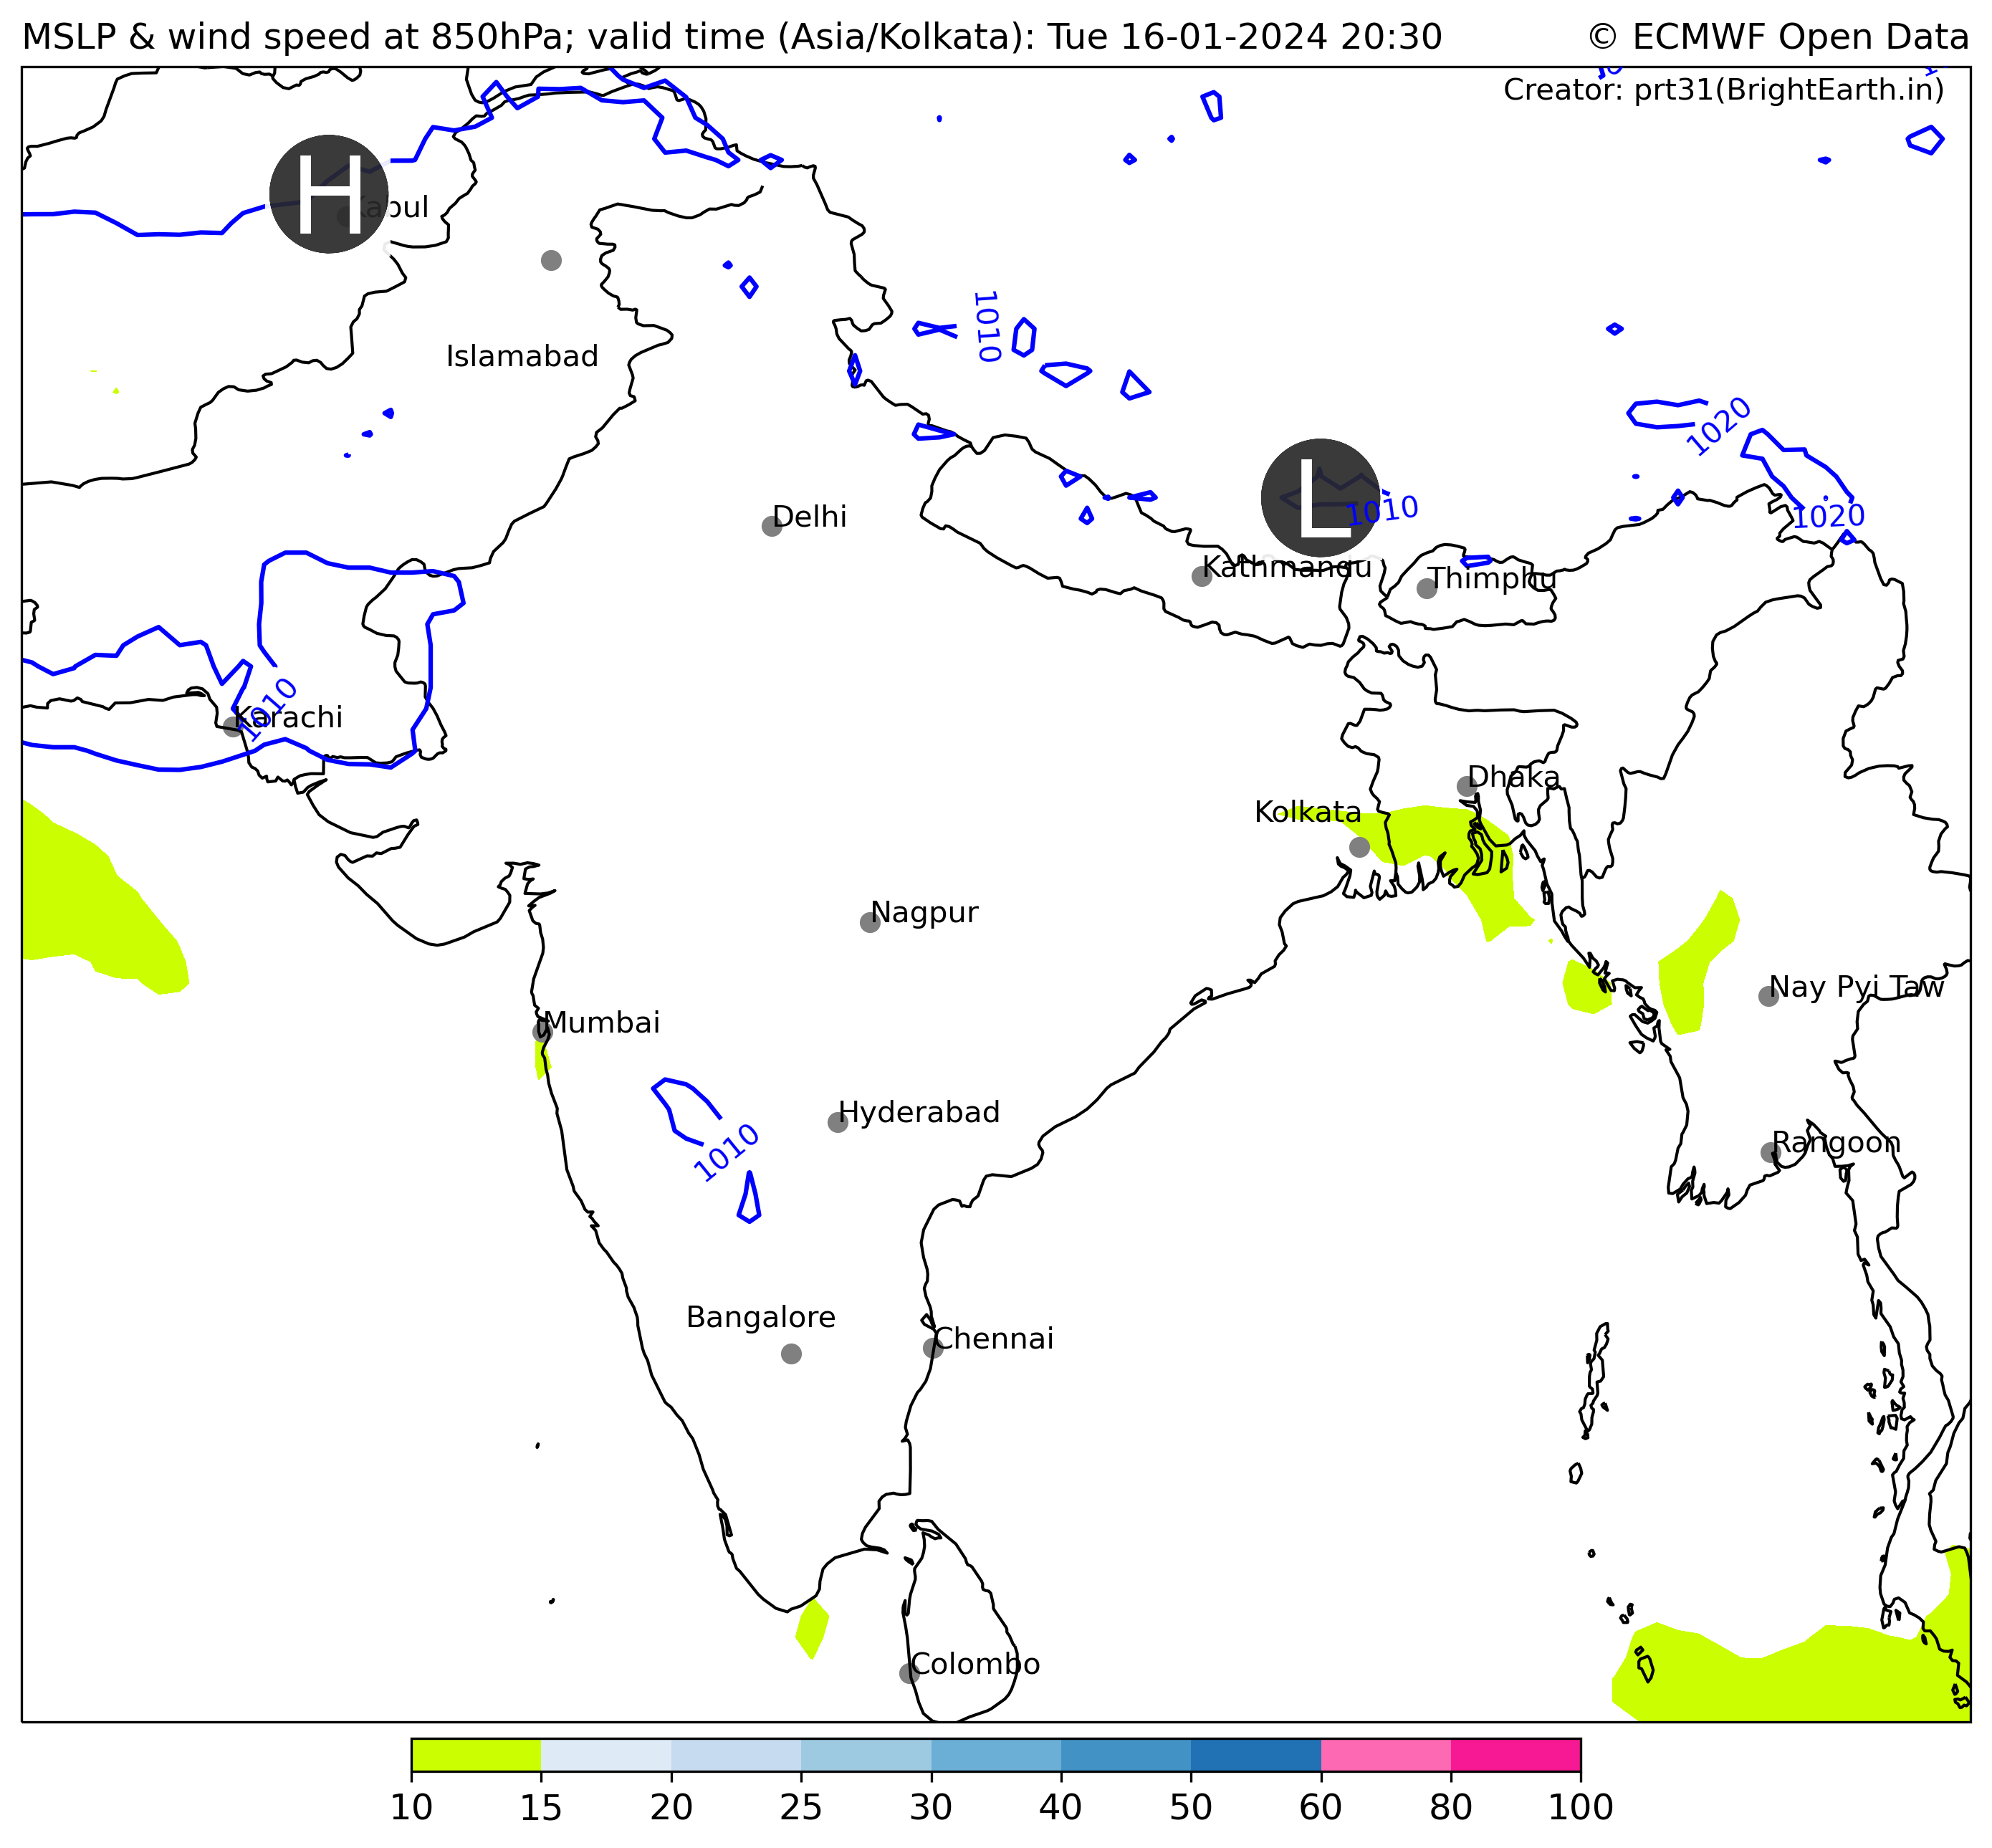 MSLP & wind speed at 850hPa; valid time (Asia/Kolkata): Tue 16-01-2024 20:30
© ECMWF Open Data
Creator: prt31(BrightEarth.in)
H
Kabul
1010
Islamabad
1020
Delhi
L
1010
1020
Kathmandu
Thimphu
1010
Karachi
Dhaka
Kolkata
Nagpur
Nay Pyi Taw
Mumbai
Hyderabad
1010
Rangoon
Bangalore
Chennai
Colombo
10 15 20 25 30 40 50 60 80 100